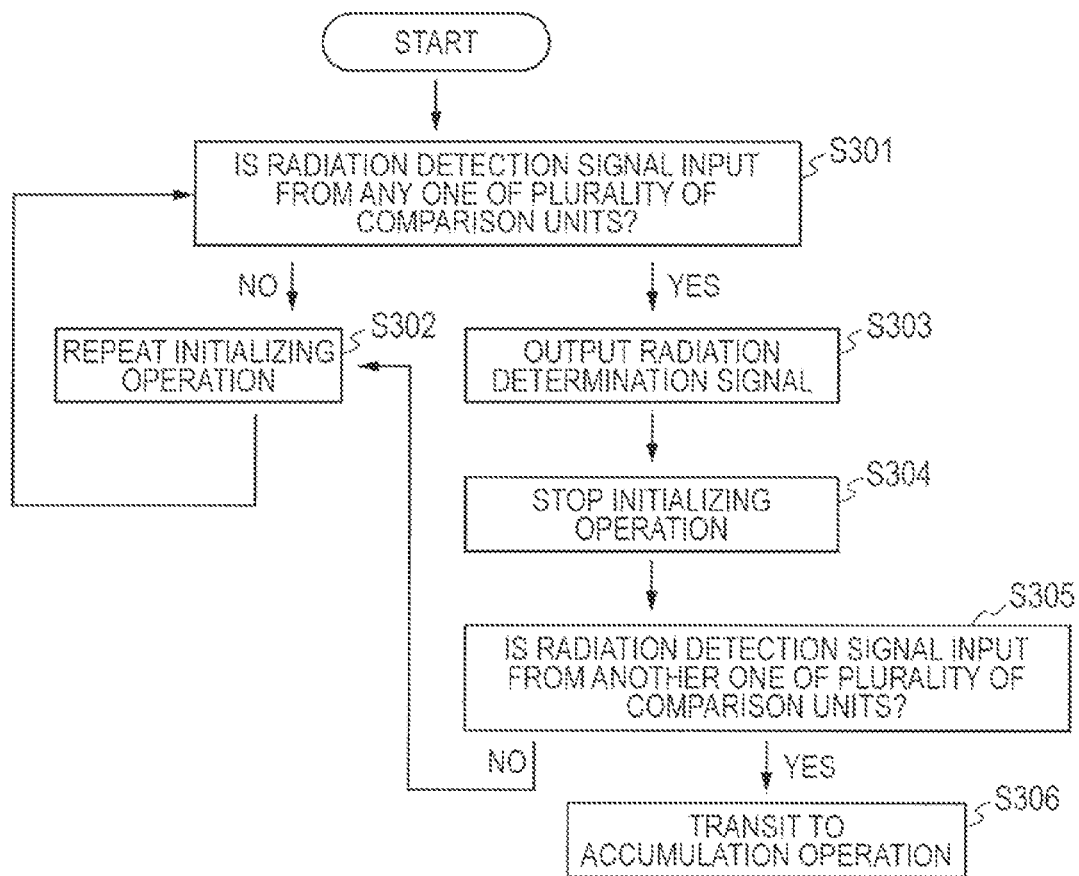 START
S301
IS RADIATION DETECTION SIGNAL INPUT
FROM ANY ONE OF PLURALITY OF
COMPARISON UNITS?
NO
YES
S302
REPEAT INITIALIZING
OPERATION
S303
OUTPUT RADIATION
DETERMINATION SIGNAL
S304
STOP INITIALIZING
OPERATION
S305
IS RADIATION DETECTION SIGNAL INPUT
FROM ANOTHER ONE OF PLURALITY OF
COMPARISON UNITS?
NO
YES
S306
TRANSIT TO
ACCUMULATION OPERATION